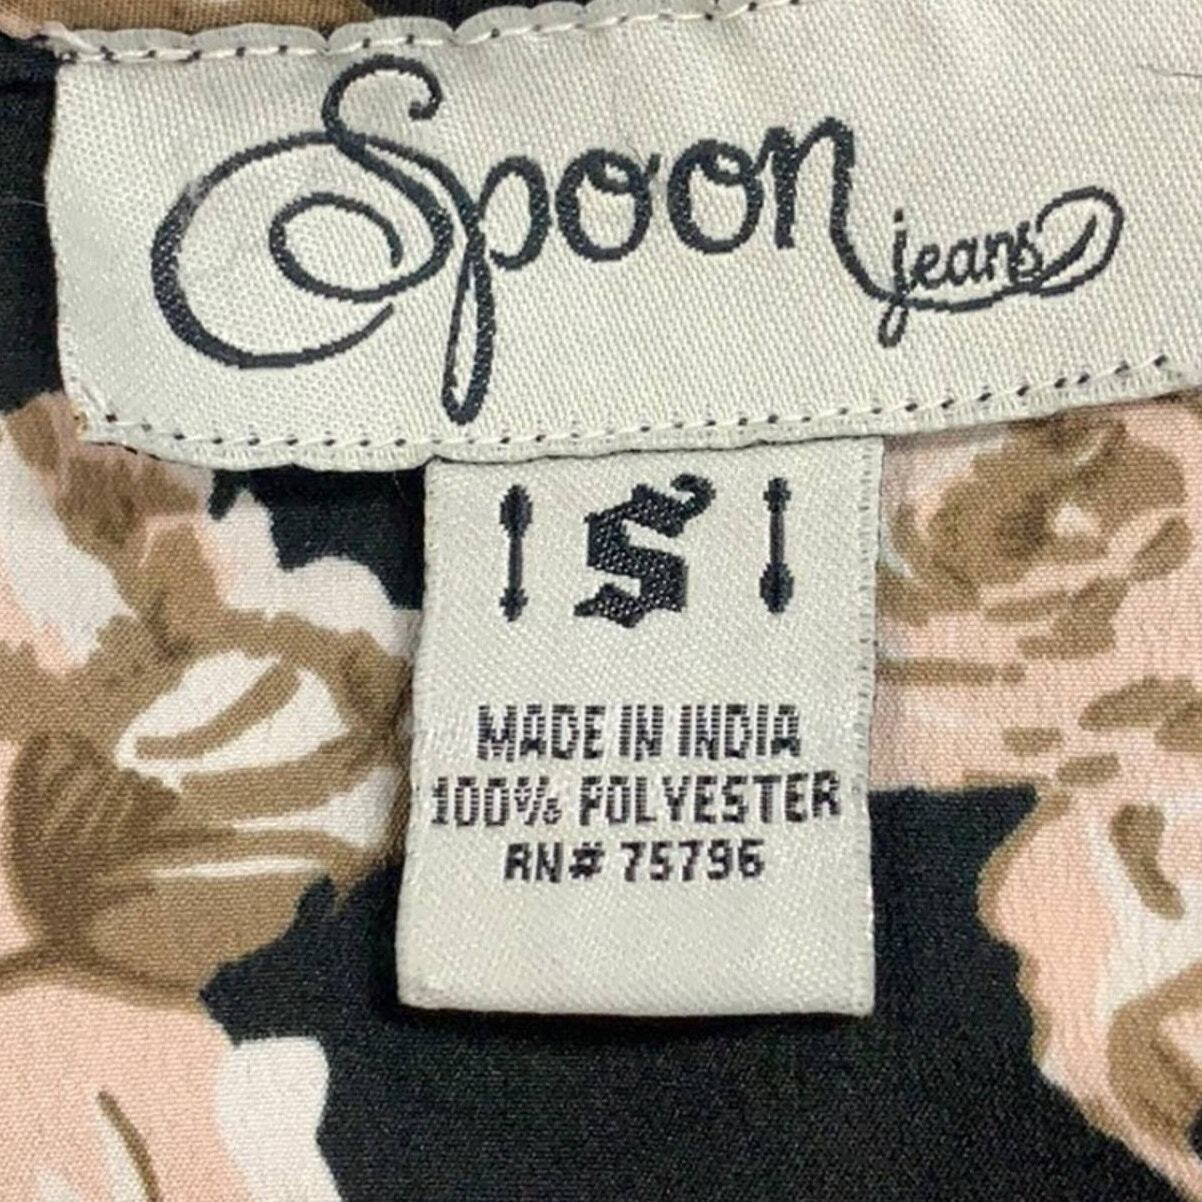 Spoon jeans
S
MADE IN INDIA
100% POLYESTER
RN# 75796